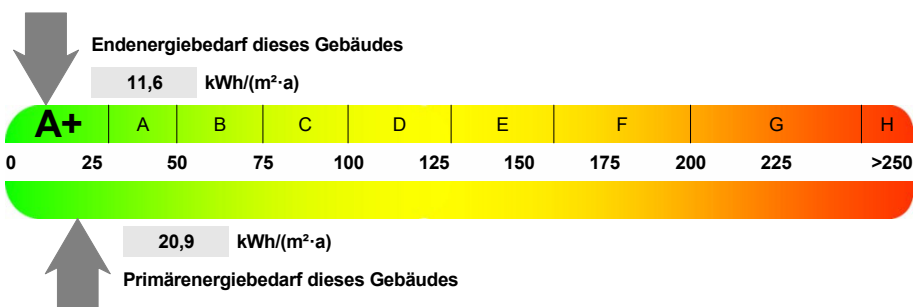 Endenergiebedarf dieses Gebäudes
11,6 kWh/(m²·a)
A+ A B C D E F G H
0 25 50 75 100 125 150 175 200 225 >250
20,9 kWh/(m²·a)
Primärenergiebedarf dieses Gebäudes